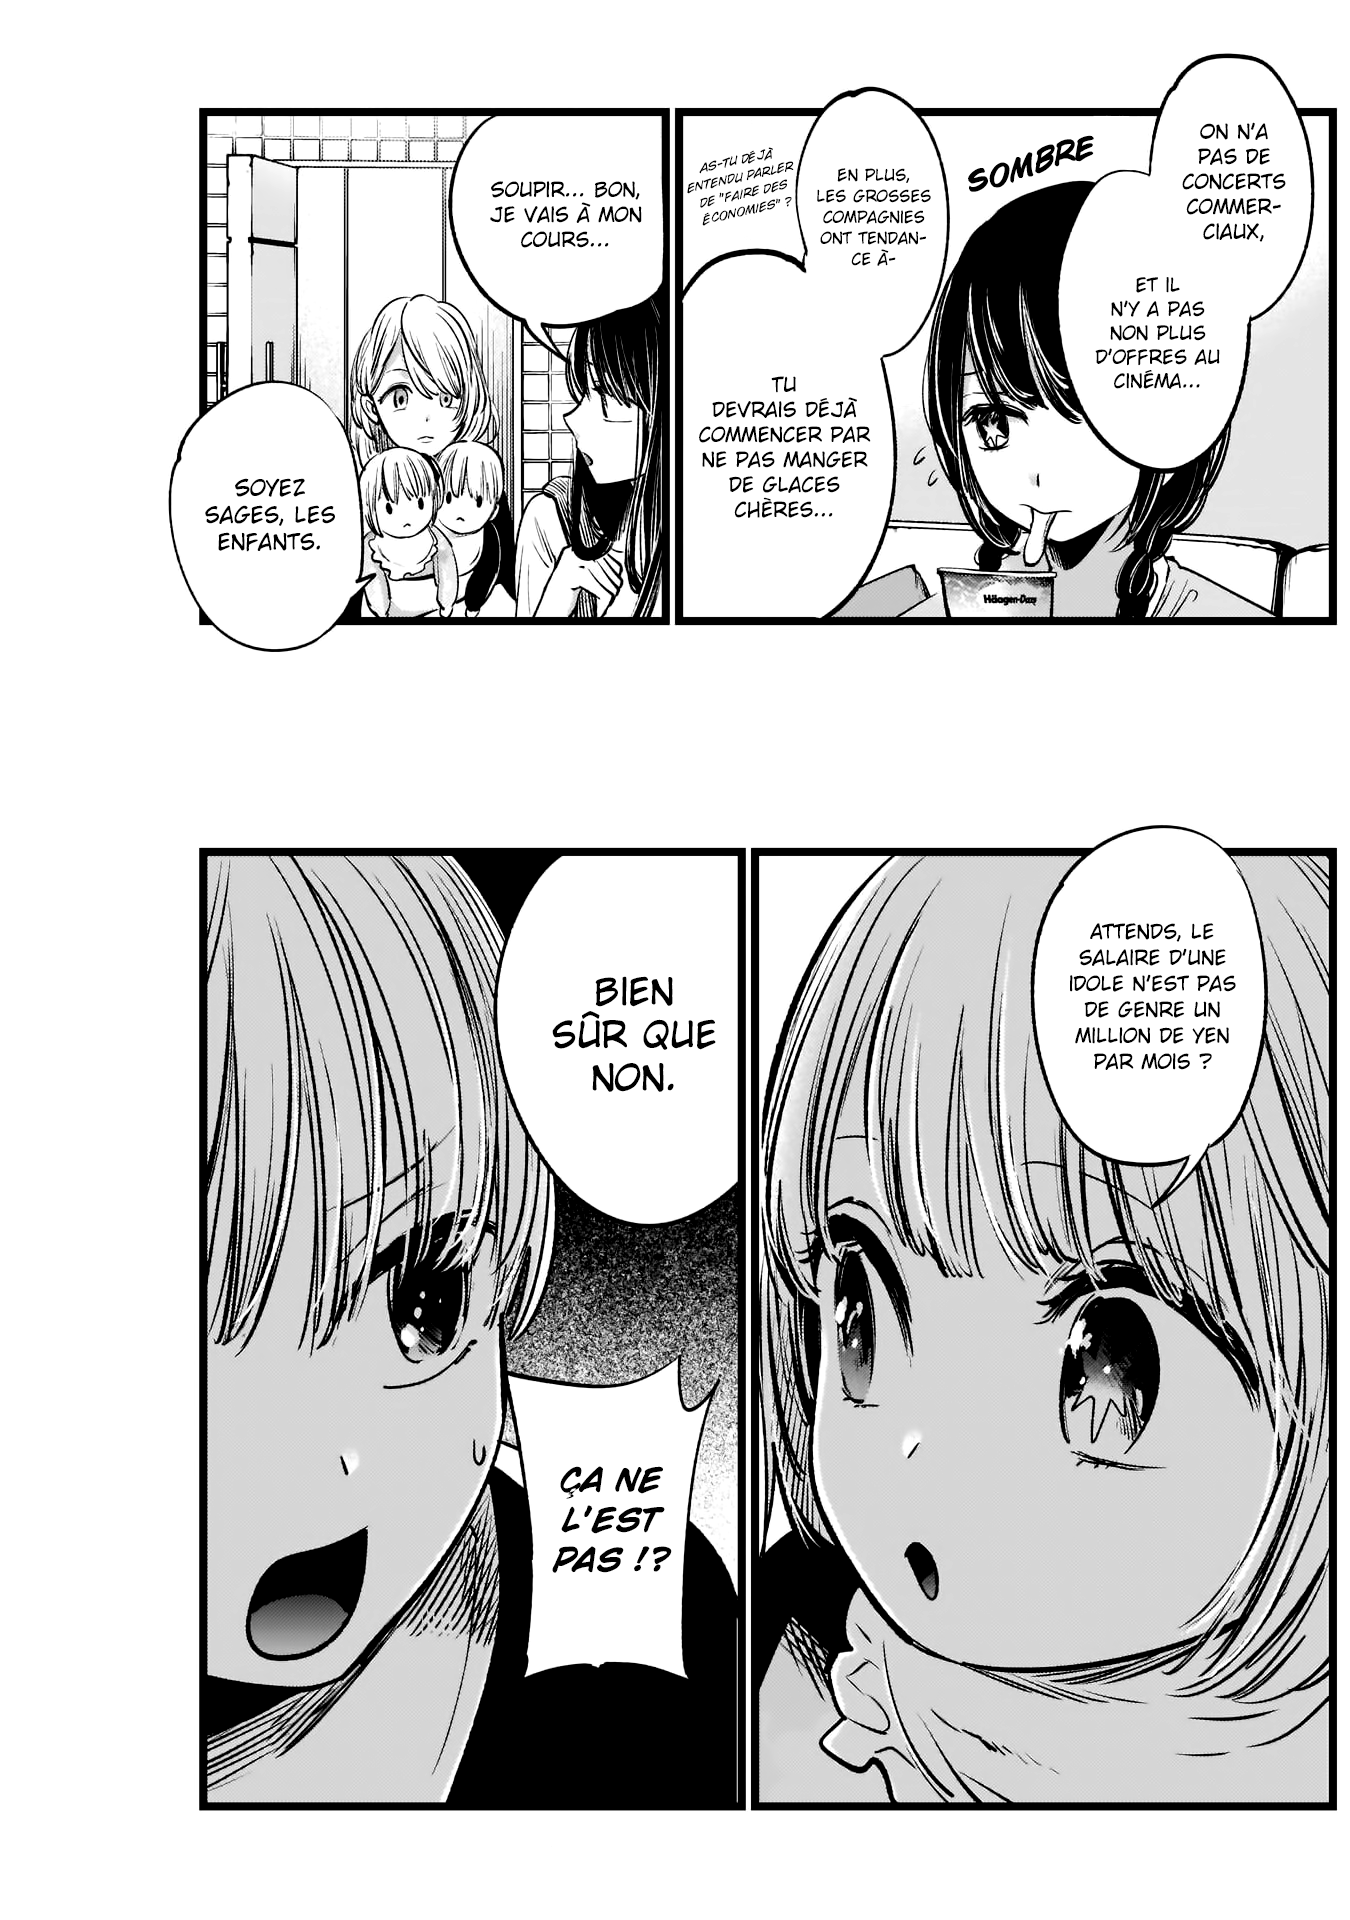 ON N'A
PAS DE
CONCERTS
COMMER-
CIAUX,
ET IL
N'Y A PAS
NON PLUS
D'OFFRES AU
CINÉMA...
SOMBRE
EN PLUS,
LES GROSSES
COMPAGNIES
ONT TENDAN-
CE À-
AS-TU DÉJÀ
ENTENDU PARLER
DE "FAIRE DES
ÉCONOMIES" ?
TU
DEVRAIS DÉJÀ
COMMENCER PAR
NE PAS MANGER
DE GLACES
CHÈRES...
Häagen-Dazs
SOUPIR... BON,
JE VAIS À MON
COURS...
SOYEZ
SAGES, LES
ENFANTS.
ATTENDS, LE
SALAIRE D'UNE
IDOLE N'EST PAS
DE GENRE UN
MILLION DE YEN
PAR MOIS ?
BIEN
SÛR QUE
NON.
ÇA NE
L'EST
PAS !?